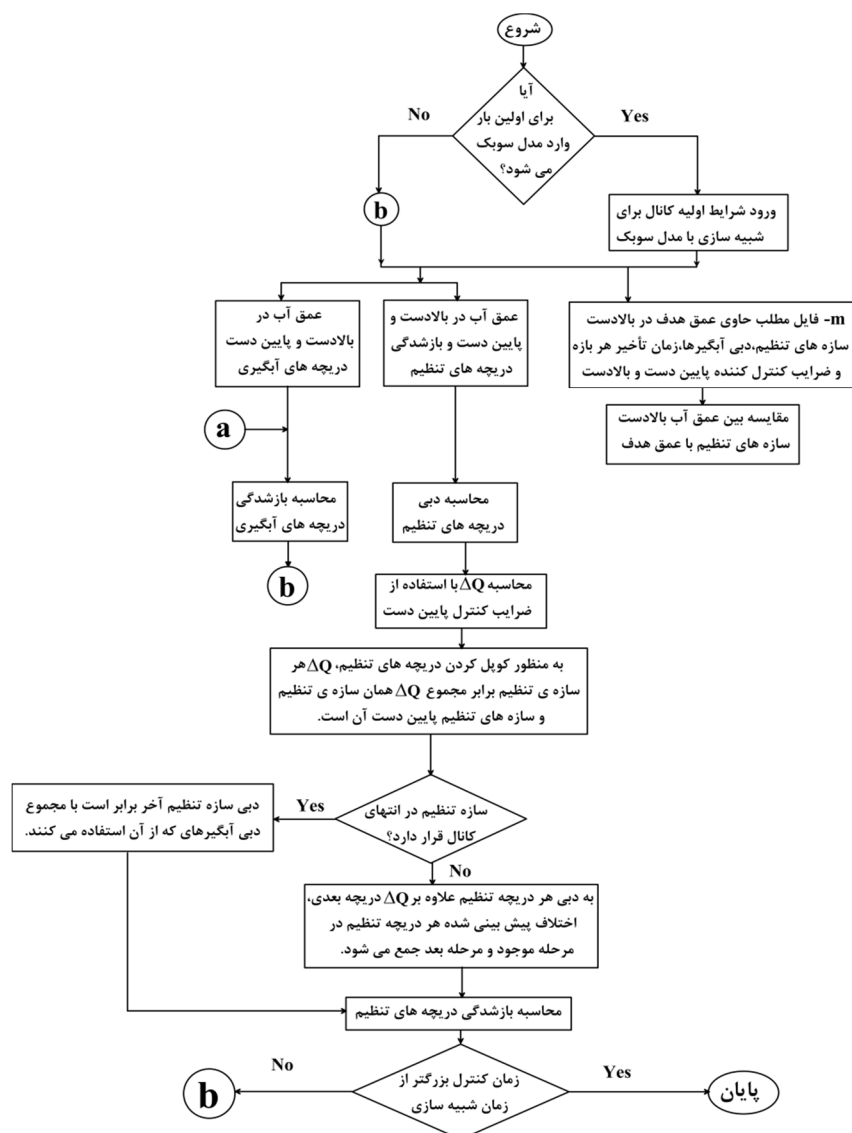 شروع
آیا
برای اولین بار
وارد مدل سوبک
می شود؟
No
Yes
b
ورود شرایط اولیه کانال برای
شبیه سازی با مدل سوبک
عمق آب در
بالادست و پایین دست
دریچه های آبگیری
عمق آب در بالادست و
پایین دست و بازشدگی
دریچه های تنظیم
m- فایل مطلب حاوی عمق هدف در بالادست
سازه های تنظیم،دبی آبگیرها،زمان تأخیر هر بازه
و ضرایب کنترل کننده پایین دست و بالادست
a
مقایسه بین عمق آب بالادست
سازه های تنظیم با عمق هدف
محاسبه بازشدگی
دریچه های آبگیری
محاسبه دبی
دریچه های تنظیم
b
محاسبه ΔQ با استفاده از
ضرایب کنترل پایین دست
به منظور کوپل کردن دریچه های تنظیم، ΔQ هر
سازه ی تنظیم برابر مجموع ΔQ همان سازه ی تنظیم
و سازه های تنظیم پایین دست آن است.
سازه تنظیم در انتهای
کانال قرار دارد؟
Yes
دبی سازه تنظیم آخر برابر است با مجموع
دبی آبگیرهای که از آن استفاده می کنند.
No
به دبی هر دریچه تنظیم علاوه بر ΔQ دریچه بعدی،
اختلاف پیش بینی شده هر دریچه تنظیم در
مرحله موجود و مرحله بعد جمع می شود.
محاسبه بازشدگی دریچه های تنظیم
زمان کنترل بزرگتر از
زمان شبیه سازی
No
b
Yes
پایان